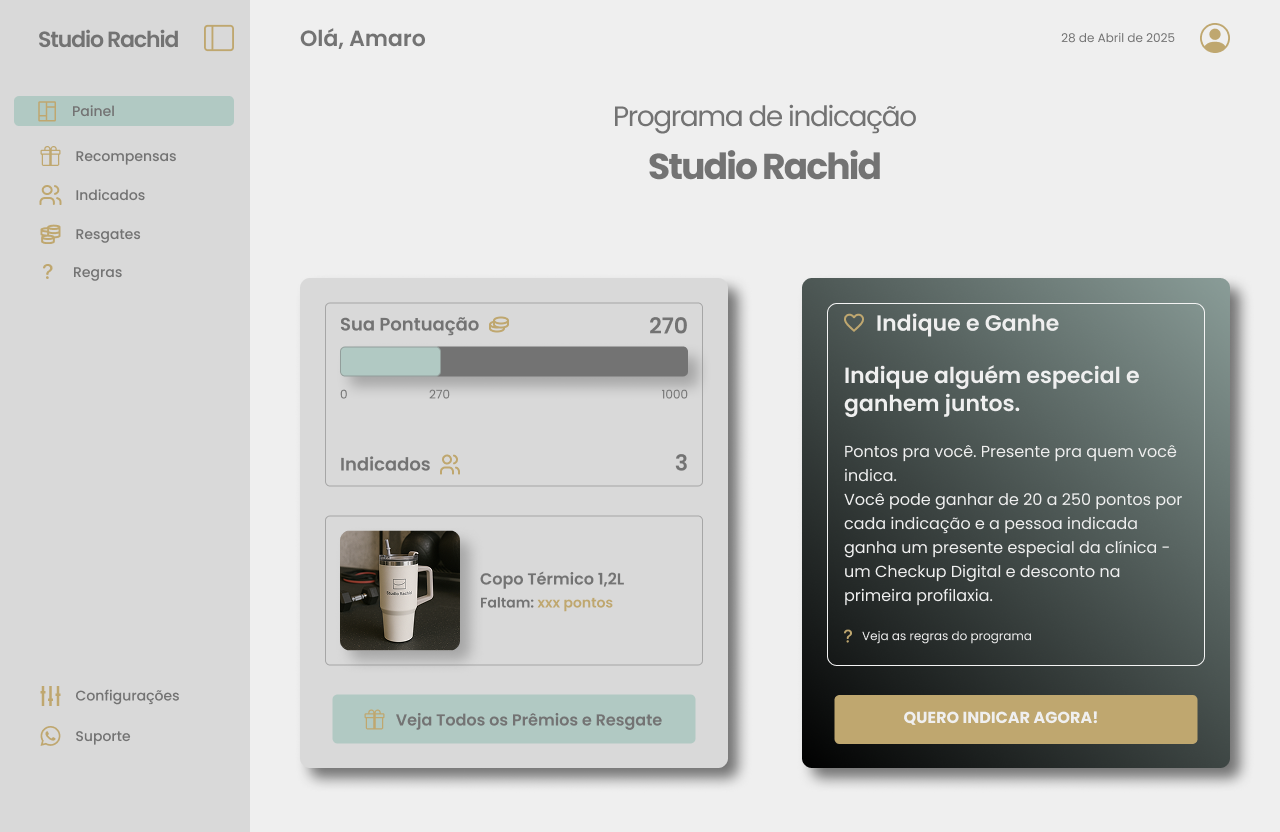 Studio Rachid
Painel
Recompensas
Indicados
Resgates
? Regras
Configurações
Suporte
Olá, Amaro
28 de Abril de 2025
Programa de indicação
Studio Rachid
Sua Pontuação 270
0 270 1000
Indicados 3
Studio Rachid
Copo Térmico 1,2L
Faltam: xxx pontos
Veja Todos os Prêmios e Resgate
Indique e Ganhe
Indique alguém especial e
ganhem juntos.
Pontos pra você. Presente pra quem você
indica.
Você pode ganhar de 20 a 250 pontos por
cada indicação e a pessoa indicada
ganha um presente especial da clínica -
um Checkup Digital e desconto na
primeira profilaxia.
? Veja as regras do programa
QUERO INDICAR AGORA!